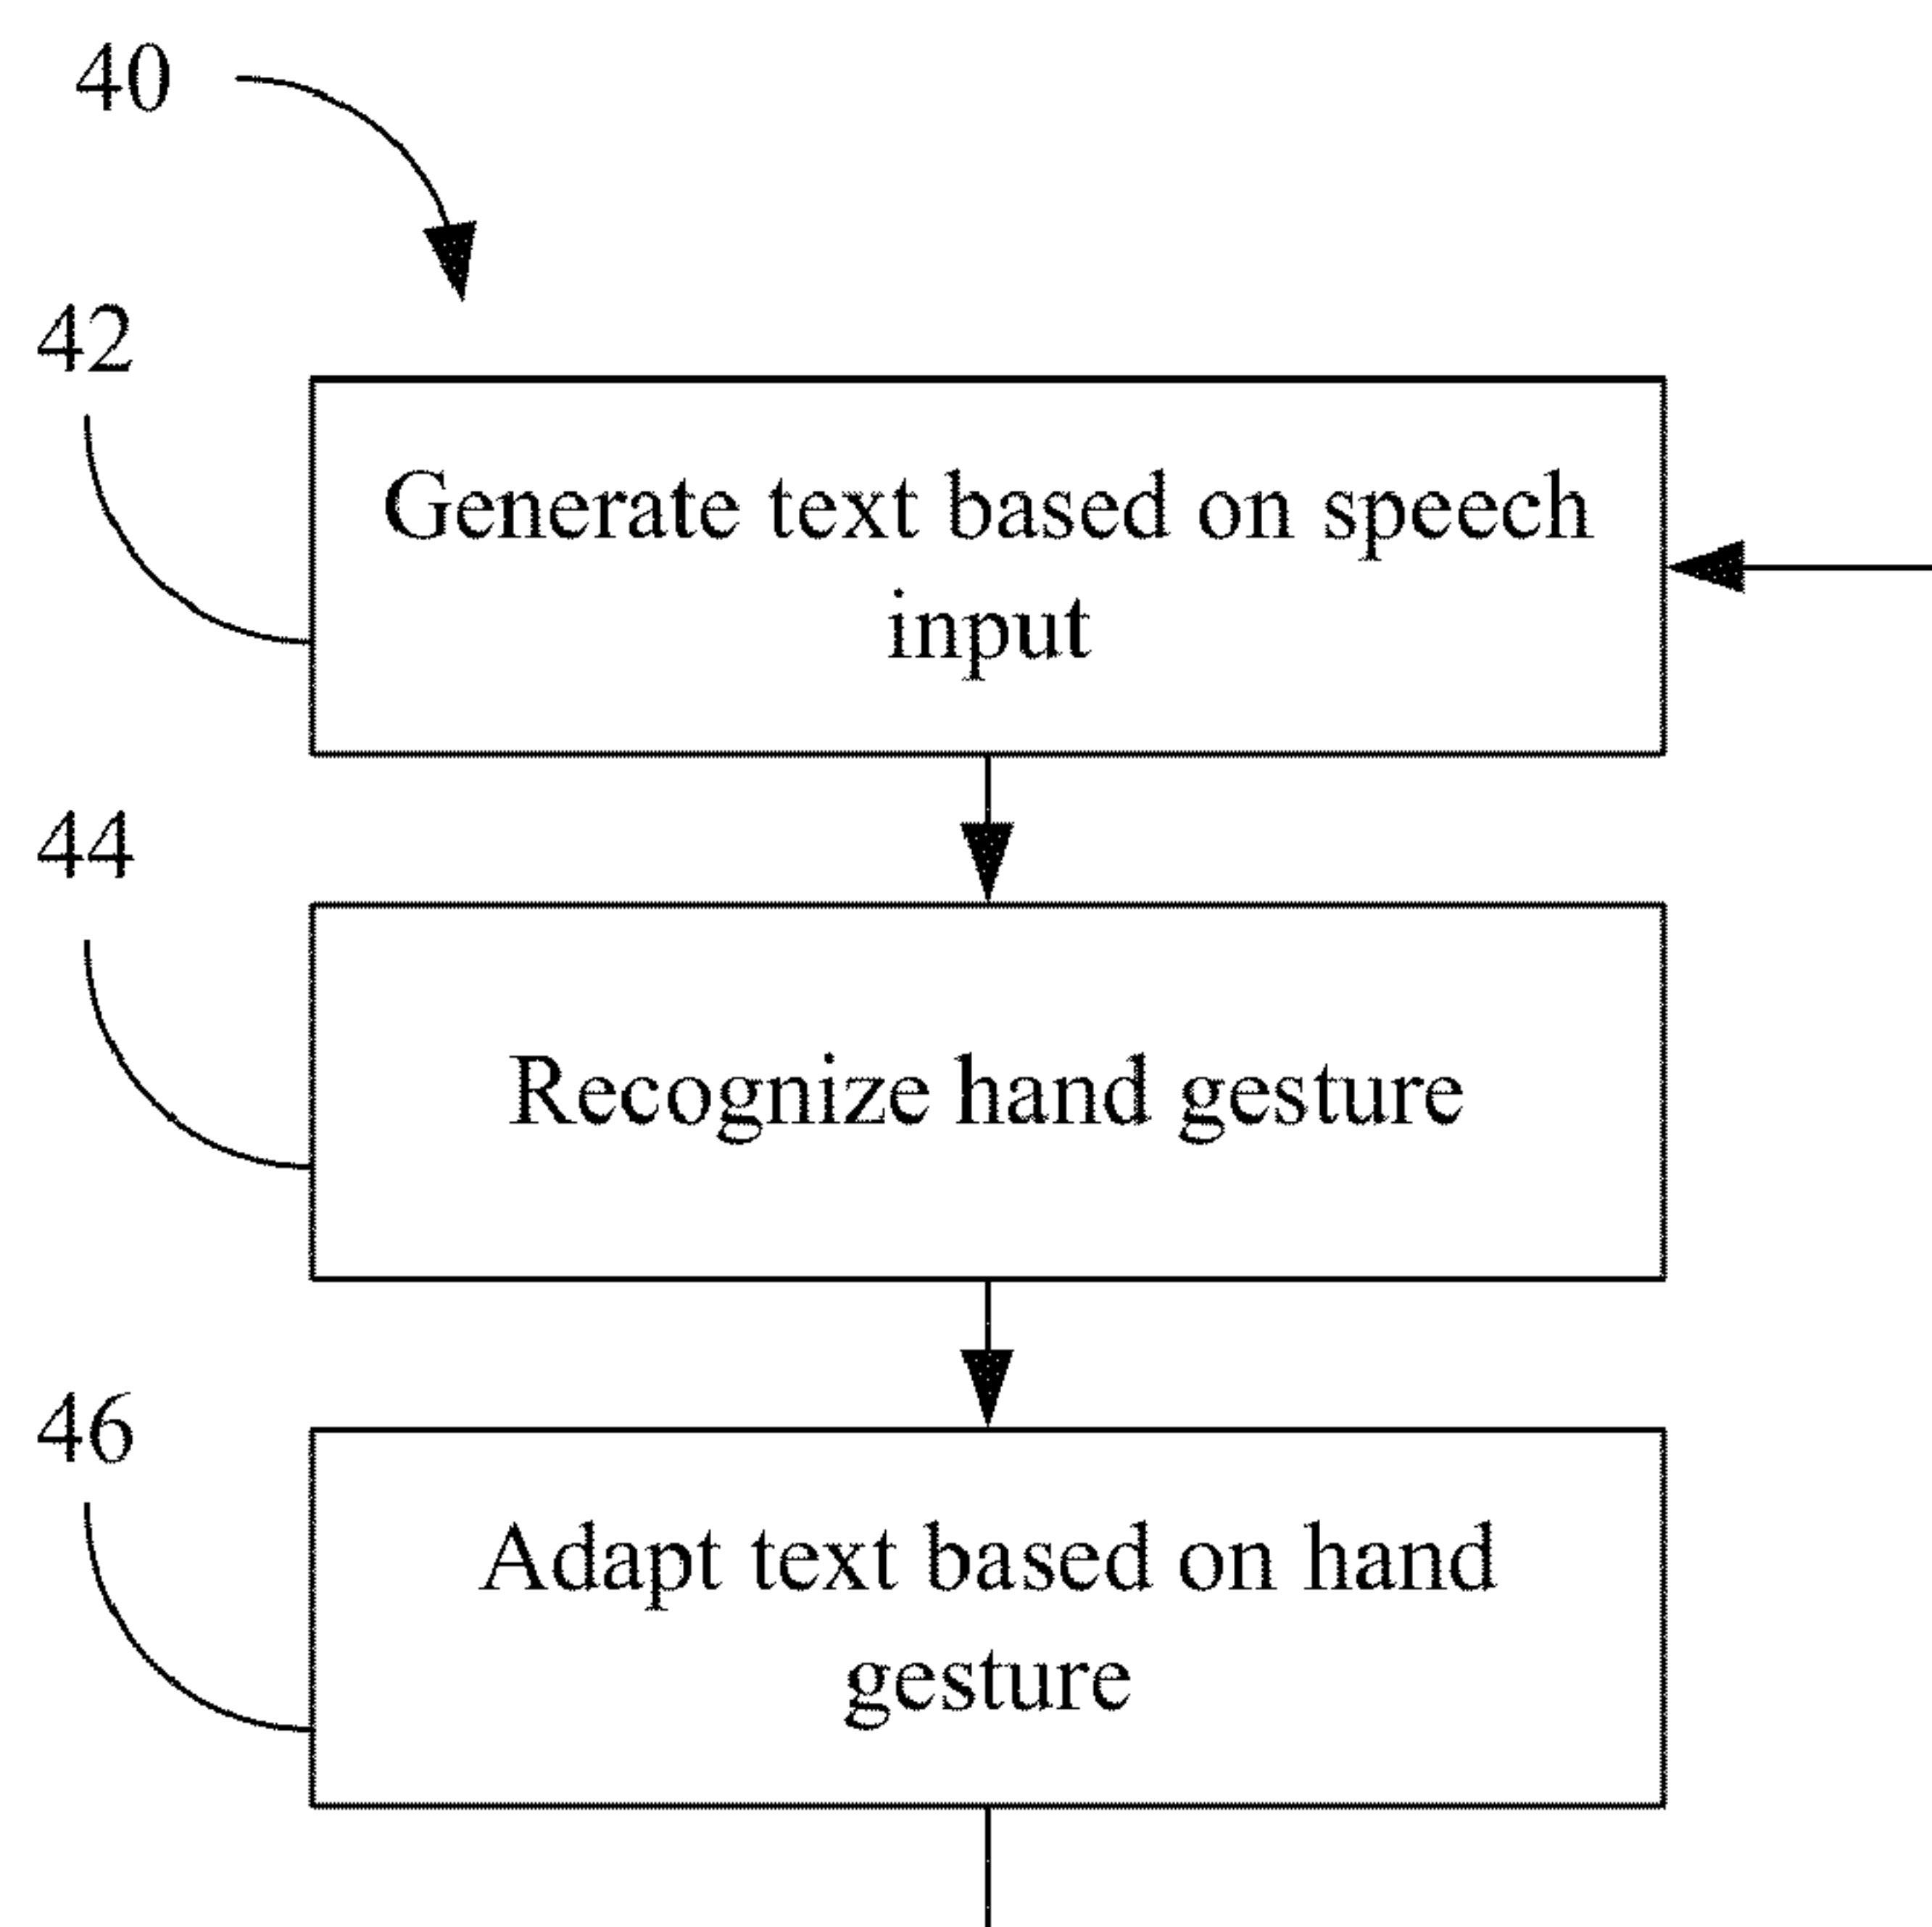 40
42
Generate text based on speech
input
44
Recognize hand gesture
46
Adapt text based on hand
gesture